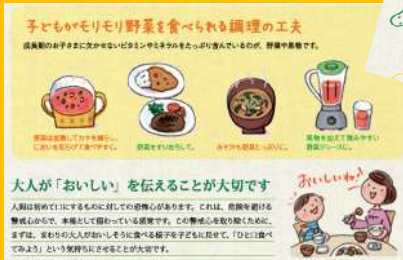 子どもがモリモリ野菜を食べられる調理の工夫
成長期のお子さまに欠かせないビタミンやミネラルをたっぷり含んでいるのが、野菜や果物です。
野菜は加熱してカサを減らし、
においを和らげて食べやすく。
野菜をすりおろして。
みそ汁も野菜たっぷりに。
果物を加えて飲みやすい
野菜ジュースに。
大人が「おいしい」を伝えることが大切です
人間は初めて口にするものに対しての恐怖心があります。これは、危険を避ける
警戒心からで、本能として備わっている感覚です。この警戒心を取り除くために、
まずは、まわりの大人がおいしそうに食べる様子を子どもに見せて、「ひと口食べ
てみよう」という気持ちにさせることが大切です。
おいしいね!